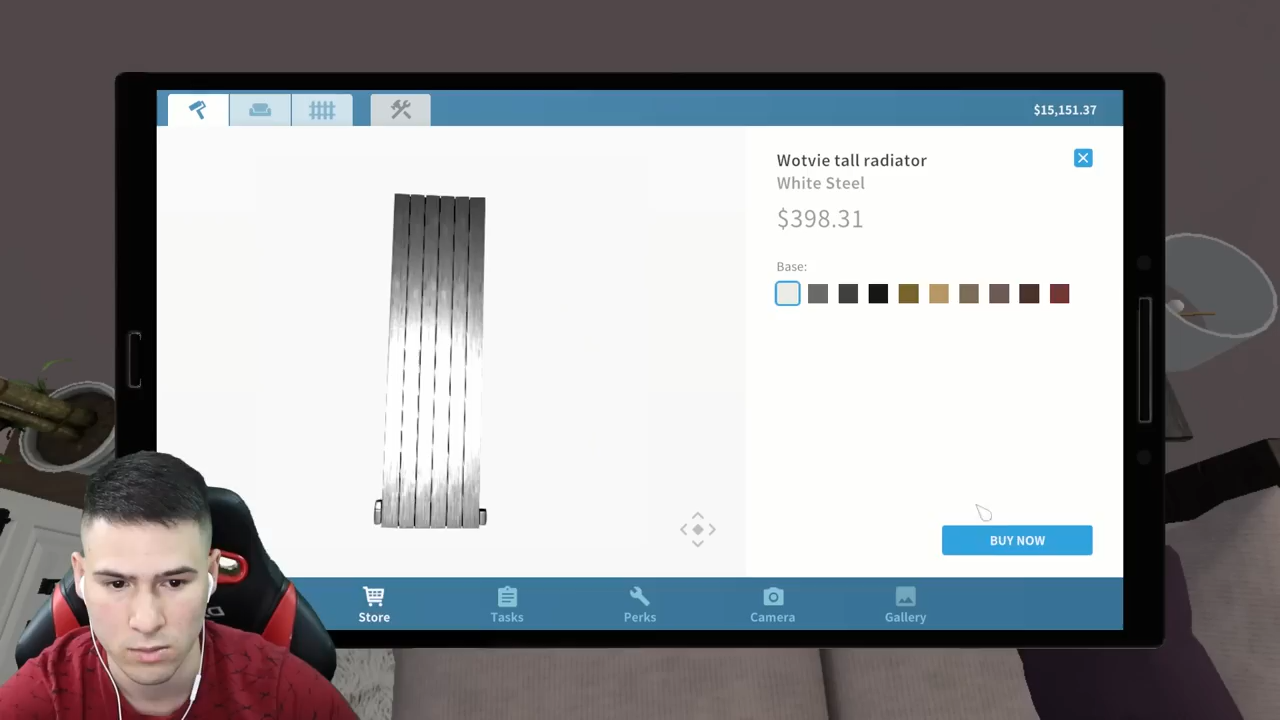 $15,151.37
Wotvie tall radiator
White Steel
$398.31
Base:
BUY NOW
Store
Tasks
Perks
Camera
Gallery